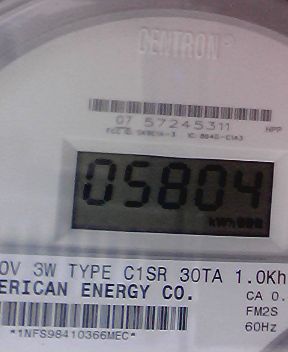 CENTRON®
07 57245311
HPP
05804
kWh
0V 3W TYPE C1SR 30TA 1.0Kh
ERICAN ENERGY CO.
CA 0.
FM2S
*1NFS98410366MEC*
60Hz